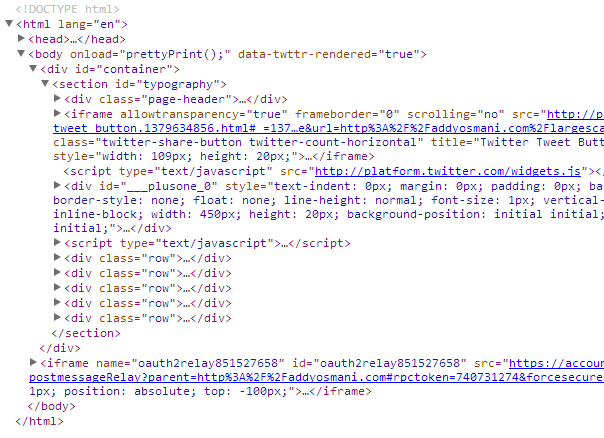 <!DOCTYPE html>
<html lang="en">
<head>…</head>
<body onload="prettyPrint();" data-twttr-rendered="true">
<div id="container">
<section id="typography">
<div class="page-header">…</div>
<iframe allowtransparency="true" frameborder="0" scrolling="no" src="http://p
tweet_button.1379634856.html#_=137…e&url=http%3A%2F%2Faddyosmani.com%2Flargesca
class="twitter-share-button twitter-count-horizontal" title="Twitter Tweet Butt
style="width: 109px; height: 20px;">…</iframe>
<script type="text/javascript" src="http://platform.twitter.com/widgets.js"></
<div id="___plusone_0" style="text-indent: 0px; margin: 0px; padding: 0px; ba
border-style: none; float: none; line-height: normal; font-size: 1px; vertical-
inline-block; width: 450px; height: 20px; background-position: initial initial;
initial;">…</div>
<script type="text/javascript">…</script>
<div class="row">…</div>
<div class="row">…</div>
<div class="row">…</div>
<div class="row">…</div>
<div class="row">…</div>
</section>
</div>
<iframe name="oauth2relay851527658" id="oauth2relay851527658" src="https://accour
postmessageRelay?parent=http%3A%2F%2Faddyosmani.com#rpctoken=740731274&forcesecure
1px; position: absolute; top: -100px;">…</iframe>
</body>
</html>